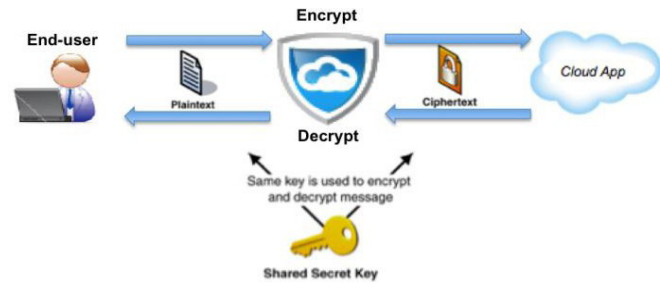 Encrypt
End-user
Plaintext
Ciphertext
Cloud App
Decrypt
Same key is used to encrypt
and decrypt message
Shared Secret Key